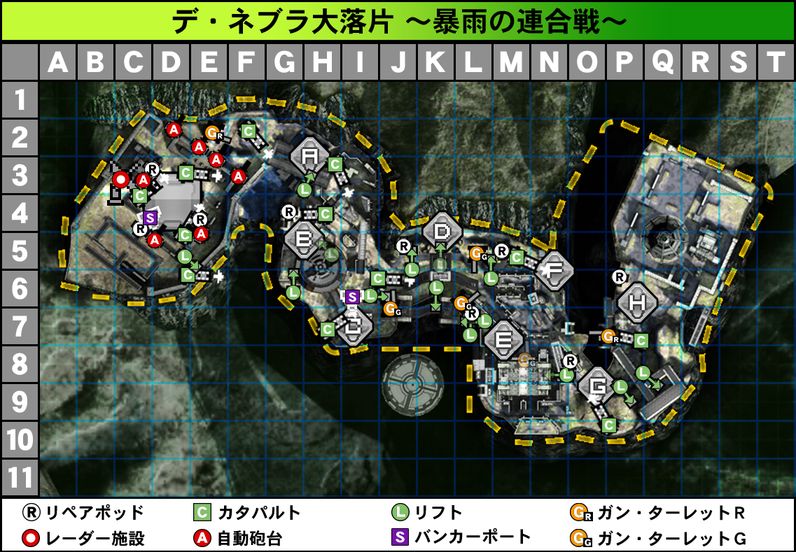 デ・ネブラ大落片 ～暴雨の連合戦～
A B C D E F G H I J K L M N O P Q R S T
1
A A G R C
2
A A A C
3
R A C A L
4
C S R R R C
5
A C L A B L D R G G R C
6
L C L S L C G G L L F R
7
C C L G G R L L E H G R C
8
G G R L G L L
9
C
10
11
R リペアポッド C カタパルト L リフト G R ガン・ターレットR
レーダー施設 A 自動砲台 S バンカーポート G G ガン・ターレットG